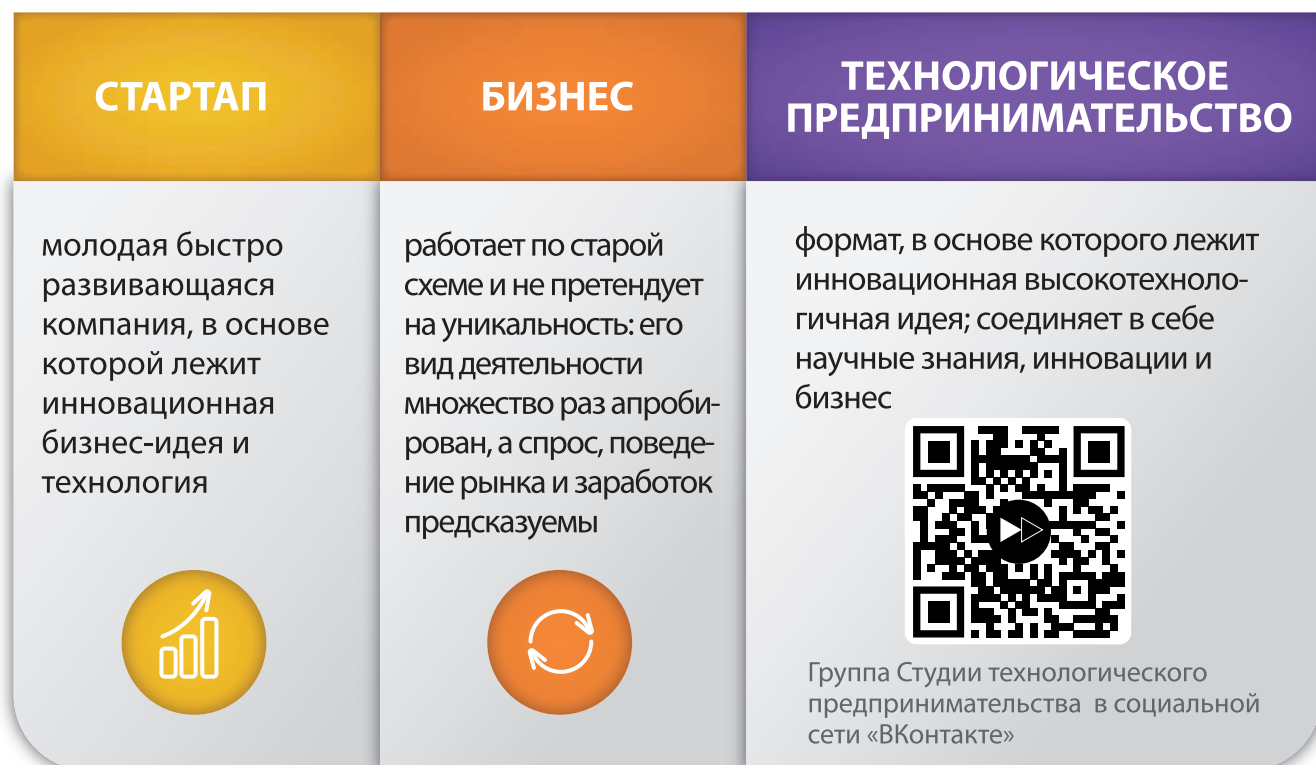 СТАРТАП
молодая быстро
развивающаяся
компания, в основе
которой лежит
инновационная
бизнес-идея и
технология
БИЗНЕС
работает по старой
схеме и не претендует
на уникальность: его
вид деятельности
множество раз апроби-
рован, а спрос, поведе-
ние рынка и заработок
предсказуемы
ТЕХНОЛОГИЧЕСКОЕ
ПРЕДПРИНИМАТЕЛЬСТВО
формат, в основе которого лежит
инновационная высокотехноло-
гичная идея; соединяет в себе
научные знания, инновации и
бизнес
Группа Студии технологического
предпринимательства в социальной
сети «ВКонтакте»